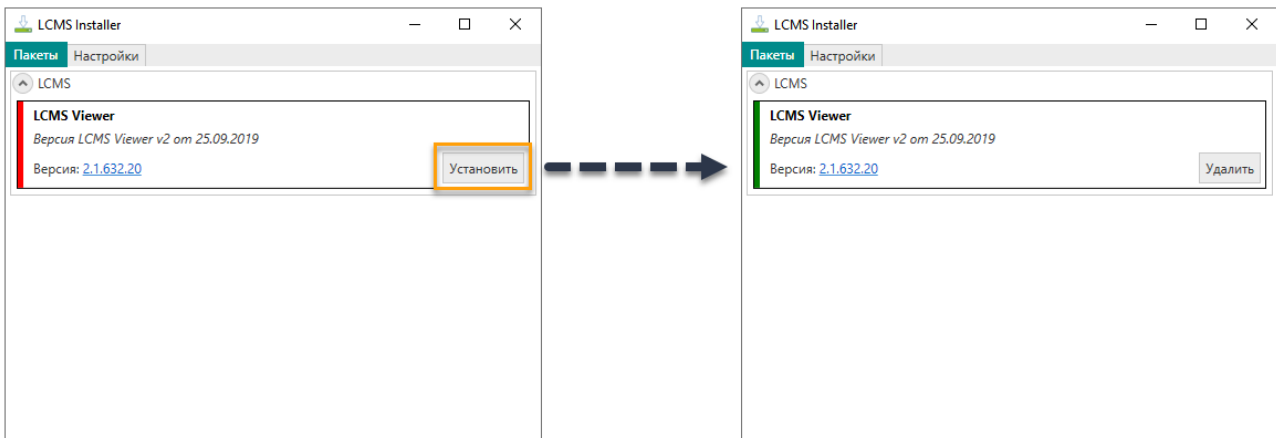 LCMS Installer
Пакеты Настройки
LCMS
LCMS Viewer
Версия LCMS Viewer v2 от 25.09.2019
Версия: 2.1.632.20
Установить
LCMS Installer
Пакеты Настройки
LCMS
LCMS Viewer
Версия LCMS Viewer v2 от 25.09.2019
Версия: 2.1.632.20
Удалить